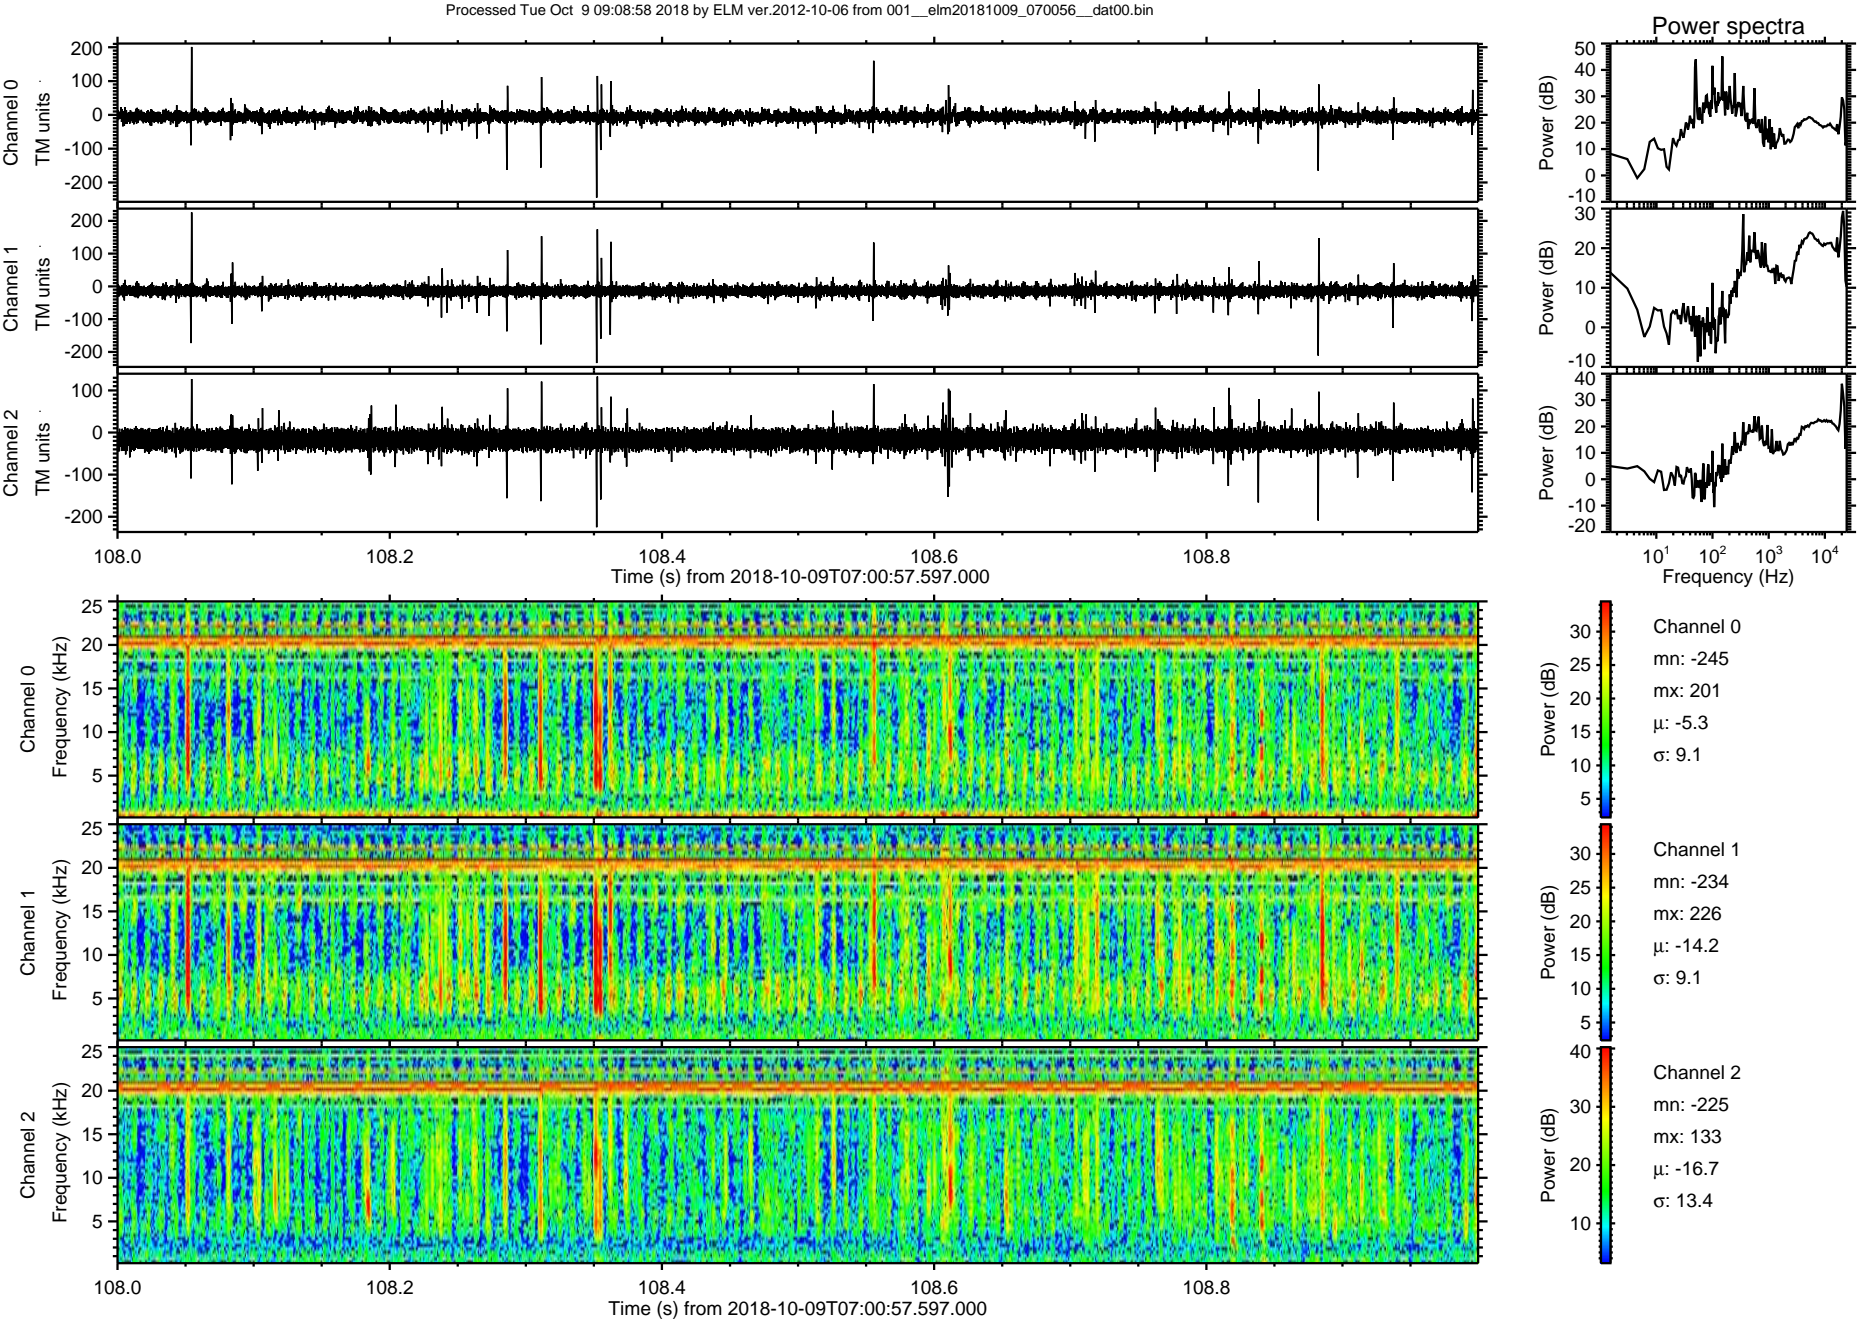 Processed Tue Oct  9 09:08:58 2018 by ELM ver.2012-10-06 from 001__elm20181009_070056__dat00.bin
Power spectra
Channel 0
TM units
200
100
0
-100
-200
Power (dB)
50
40
30
20
10
0
-10
Channel 1
TM units
200
100
0
-100
-200
Power (dB)
30
20
10
0
-10
Channel 2
TM units
100
0
-100
-200
Power (dB)
40
30
20
10
0
-10
-20
108.0 108.2 108.4 108.6 108.8
Time (s) from 2018-10-09T07:00:57.597.000
10¹ 10² 10³ 10⁴
Frequency (Hz)
Channel 0
Frequency (kHz)
25
20
15
10
5
Power (dB)
30
25
20
15
10
5
Channel 0
mn: -245
mx: 201
μ: -5.3
σ: 9.1
Channel 1
Frequency (kHz)
25
20
15
10
5
Power (dB)
30
25
20
15
10
5
Channel 1
mn: -234
mx: 226
μ: -14.2
σ: 9.1
Channel 2
Frequency (kHz)
25
20
15
10
5
Power (dB)
40
30
20
10
Channel 2
mn: -225
mx: 133
μ: -16.7
σ: 13.4
108.0 108.2 108.4 108.6 108.8
Time (s) from 2018-10-09T07:00:57.597.000